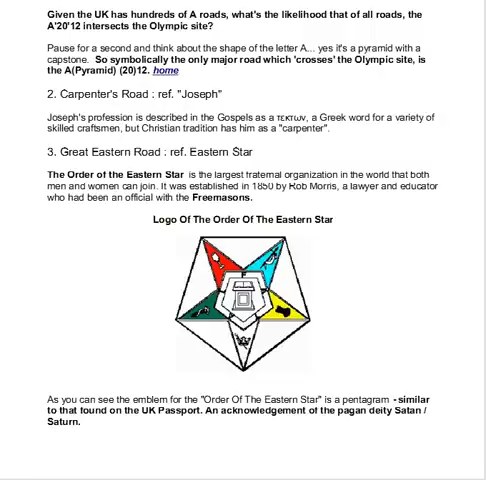 Given the UK has hundreds of A roads, what's the likelihood that of all roads, the
A'20'12 intersects the Olympic site?
Pause for a second and think about the shape of the letter A... yes it's a pyramid with a
capstone. So symbolically the only major road which 'crosses' the Olympic site, is
the A(Pyramid) (20)12. home
2. Carpenter's Road : ref. "Joseph"
Joseph's profession is described in the Gospels as a τεκτων, a Greek word for a variety of
skilled craftsmen, but Christian tradition has him as a "carpenter".
3. Great Eastern Road : ref. Eastern Star
The Order of the Eastern Star is the largest fraternal organization in the world that both
men and women can join. It was established in 1850 by Rob Morris, a lawyer and educator
who had been an official with the Freemasons.
Logo Of The Order Of The Eastern Star
As you can see the emblem for the "Order Of The Eastern Star" is a pentagram - similar
to that found on the UK Passport. An acknowledgement of the pagan deity Satan /
Saturn.